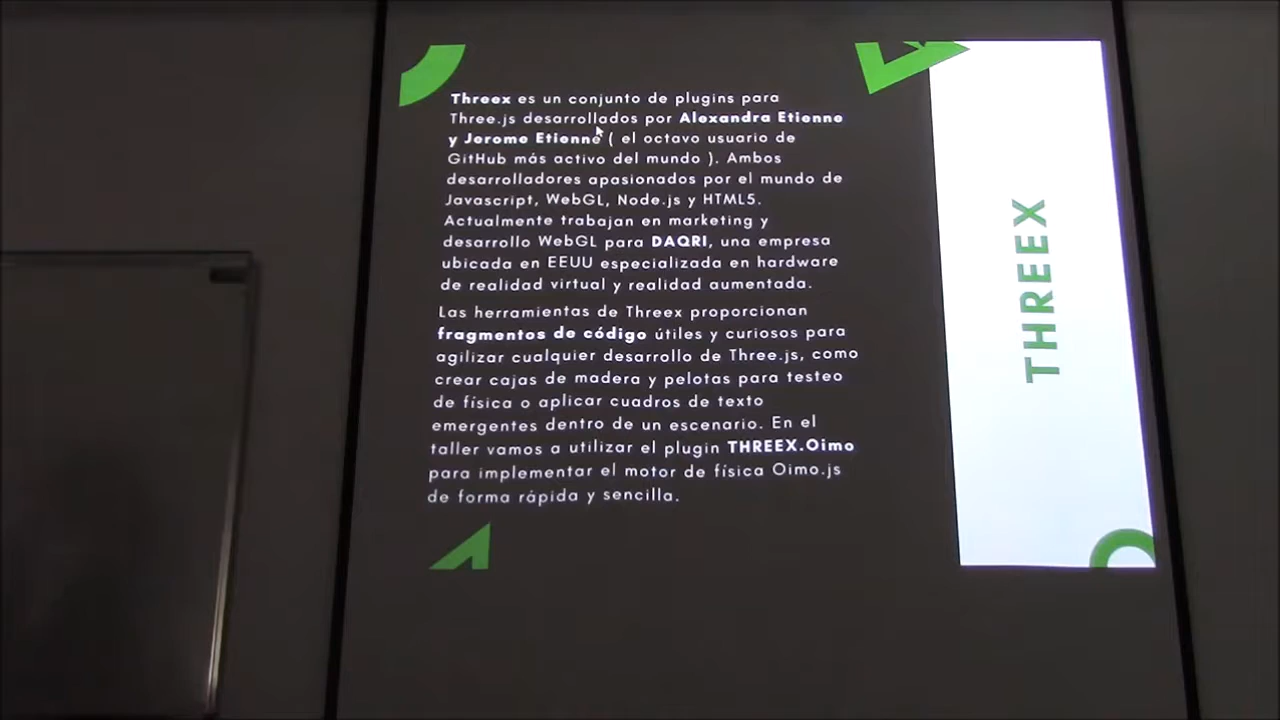 Threex es un conjunto de plugins para
Three.js desarrollados por Alexandra Etienne
y Jerome Etienne ( el octavo usuario de
GitHub más activo del mundo ). Ambos
desarrolladores apasionados por el mundo de
Javascript, WebGL, Node.js y HTML5.
Actualmente trabajan en marketing y
desarrollo WebGL para DAQRI, una empresa
ubicada en EEUU especializada en hardware
de realidad virtual y realidad aumentada.
Las herramientas de Threex proporcionan
fragmentos de código útiles y curiosos para
agilizar cualquier desarrollo de Three.js, como
crear cajas de madera y pelotas para testeo
de física o aplicar cuadros de texto
emergentes dentro de un escenario. En el
taller vamos a utilizar el plugin THREEX.Oimo
para implementar el motor de física Oimo.js
de forma rápida y sencilla.
THREEX